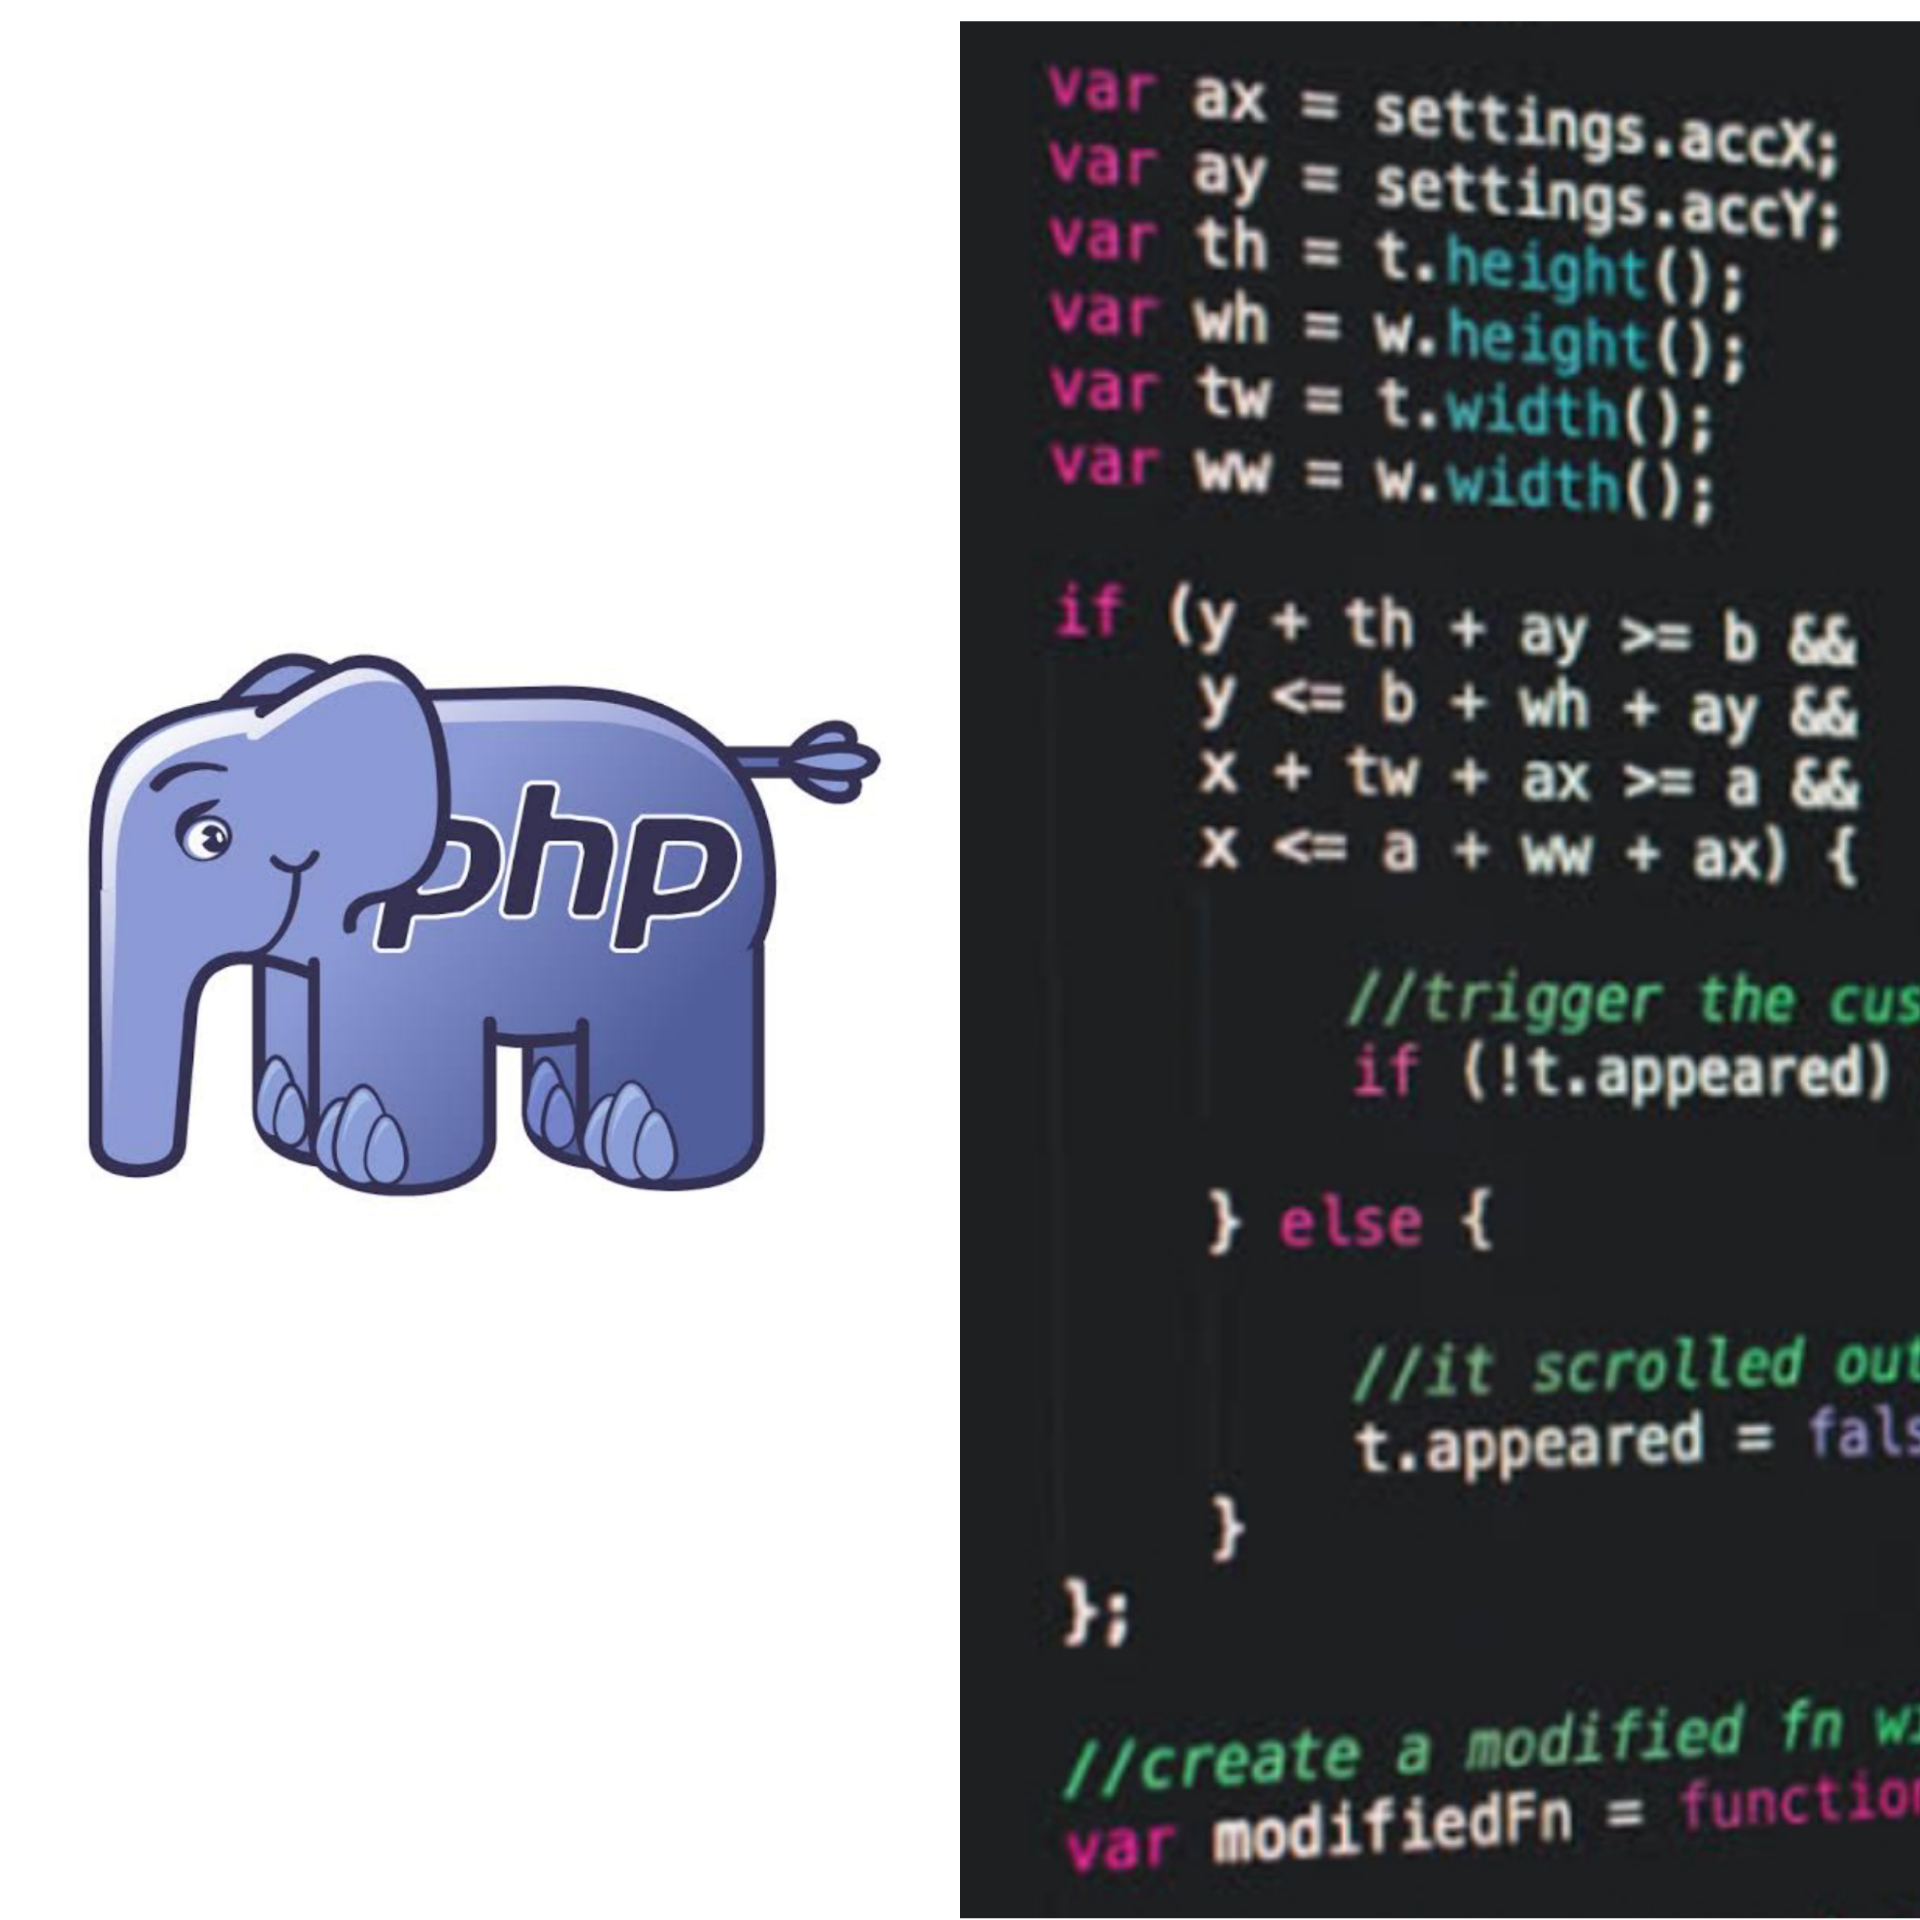 php
var ax = settings.accX;
var ay = settings.accY;
var th = t.height();
var wh = w.height();
var tw = t.width();
var ww = w.width();
if (y + th + ay >= b &&
y <= b + wh + ay &&
x + tw + ax >= a &&
x <= a + ww + ax) {
//trigger the cus
if (!t.appeared)
} else {
//it scrolled out
t.appeared = fals
}
};
//create a modified fn wi
var modifiedFn = function